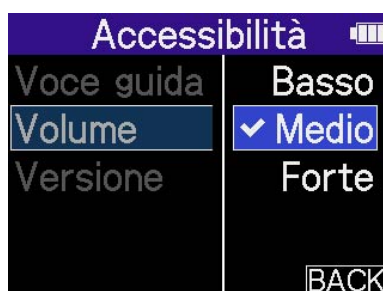 Accessibilità
Voce guida
Basso
Volume
Medio
Versione
Forte
BACK